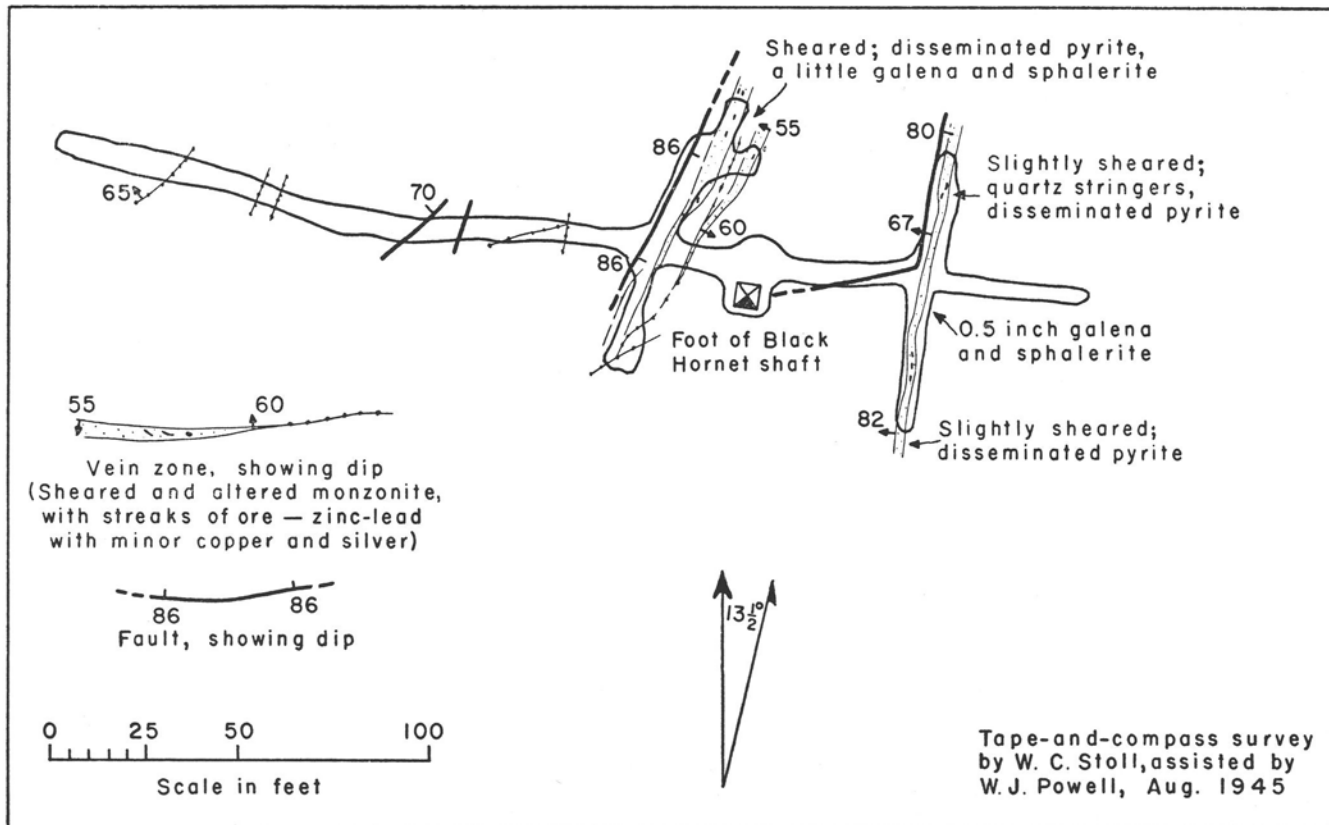 Sheared; disseminated pyrite,
a little galena and sphalerite
55
80
86
Slightly sheared;
quartz stringers,
disseminated pyrite
65
70
67
60
86
0.5 inch galena
and sphalerite
Foot of Black
Hornet shaft
82
Slightly sheared;
disseminated pyrite
55
60
Vein zone, showing dip
(Sheared and altered monzonite,
with streaks of ore — zinc-lead
with minor copper and silver)
86
86
Fault, showing dip
13½°
0 25 50 100
Scale in feet
Tape-and-compass survey
by W. C. Stoll, assisted by
W. J. Powell, Aug. 1945